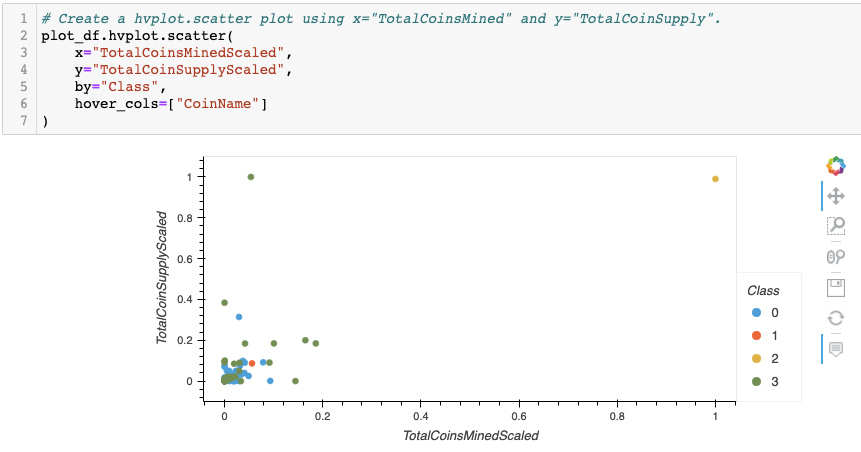 1 # Create a hvplot.scatter plot using x="TotalCoinsMined" and y="TotalCoinSupply".
2 plot_df.hvplot.scatter(
3     x="TotalCoinsMinedScaled",
4     y="TotalCoinSupplyScaled",
5     by="Class",
6     hover_cols=["CoinName"]
7 )
TotalCoinSupplyScaled
1
0.8
0.6
0.4
0.2
0
0 0.2 0.4 0.6 0.8 1
TotalCoinsMinedScaled
Class
0
1
2
3